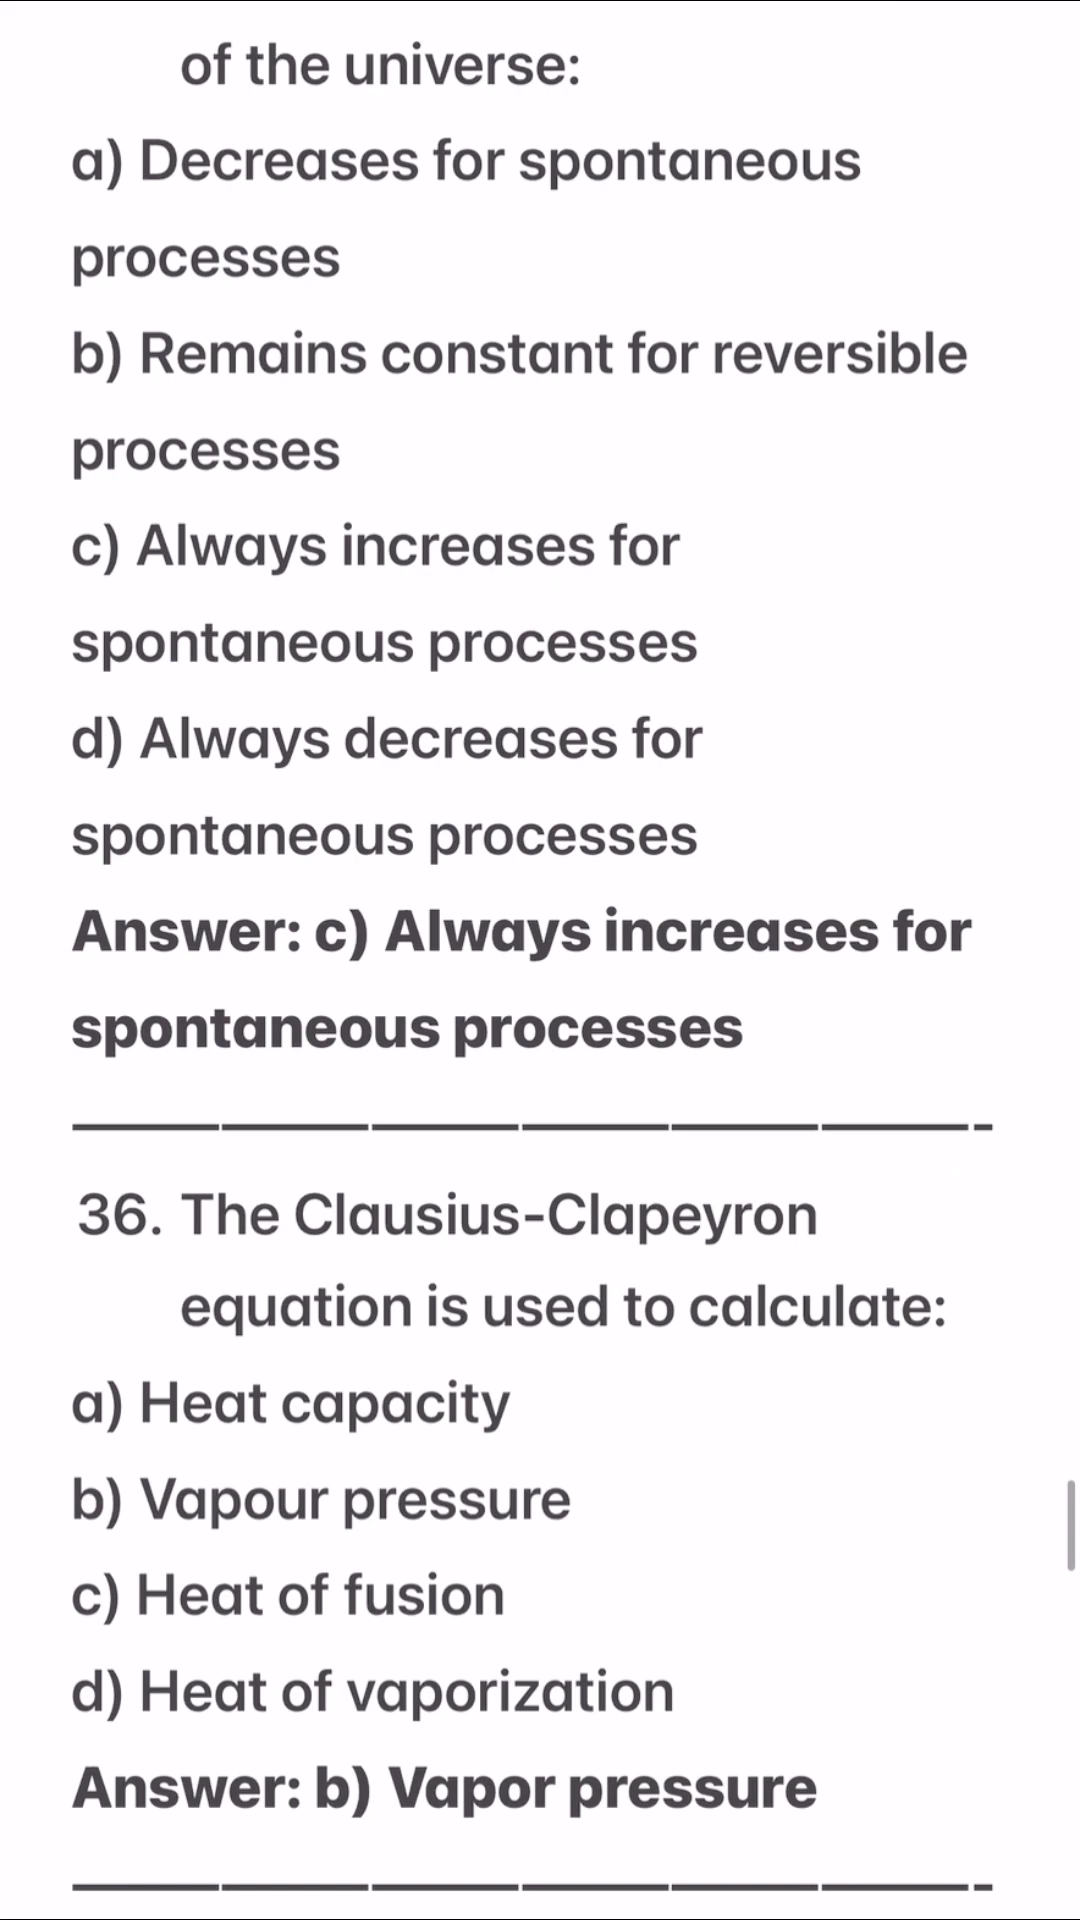 of the universe:
a) Decreases for spontaneous
processes
b) Remains constant for reversible
processes
c) Always increases for
spontaneous processes
d) Always decreases for
spontaneous processes
Answer: c) Always increases for
spontaneous processes
——————-
36. The Clausius-Clapeyron
equation is used to calculate:
a) Heat capacity
b) Vapour pressure
c) Heat of fusion
d) Heat of vaporization
Answer: b) Vapor pressure
——————-